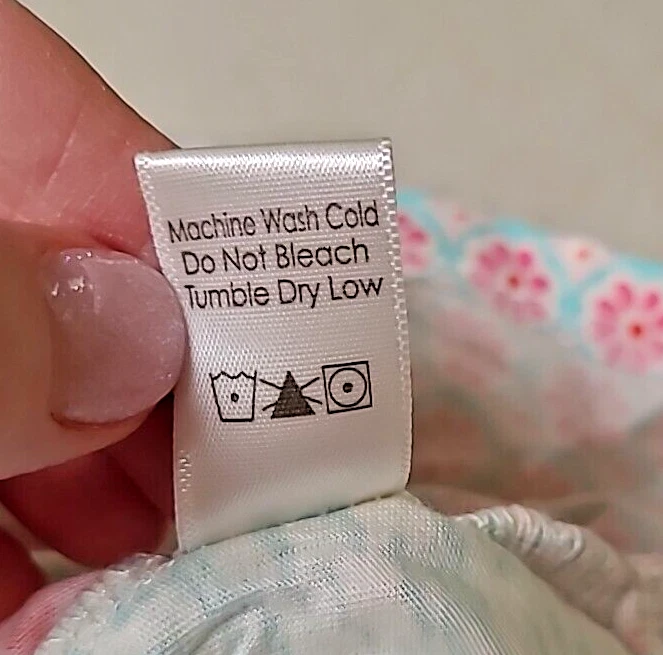 Machine Wash Cold
Do Not Bleach
Tumble Dry Low